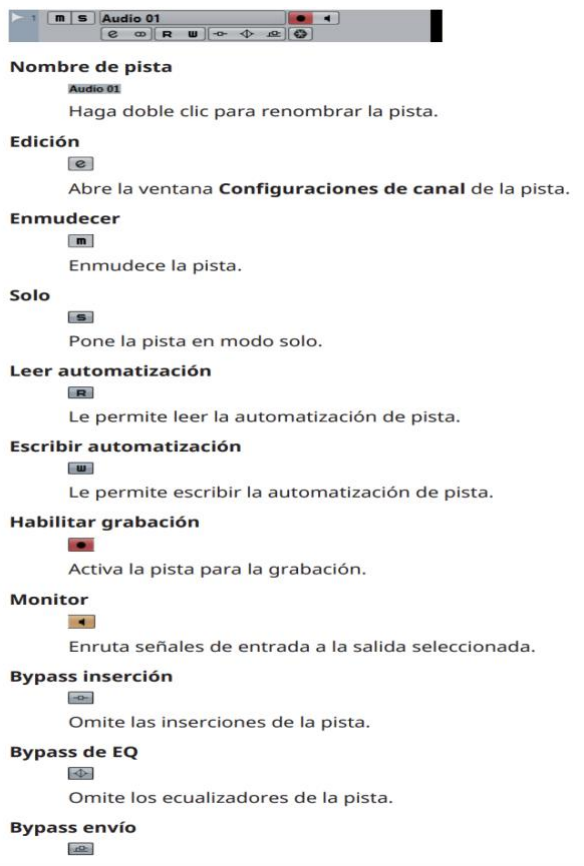 1 m s Audio 01
e R W
Nombre de pista
Audio 01
Haga doble clic para renombrar la pista.
Edición
e
Abre la ventana Configuraciones de canal de la pista.
Enmudecer
m
Enmudece la pista.
Solo
s
Pone la pista en modo solo.
Leer automatización
R
Le permite leer la automatización de pista.
Escribir automatización
W
Le permite escribir la automatización de pista.
Habilitar grabación
Activa la pista para la grabación.
Monitor
Enruta señales de entrada a la salida seleccionada.
Bypass inserción
Omite las inserciones de la pista.
Bypass de EQ
Omite los ecualizadores de la pista.
Bypass envío